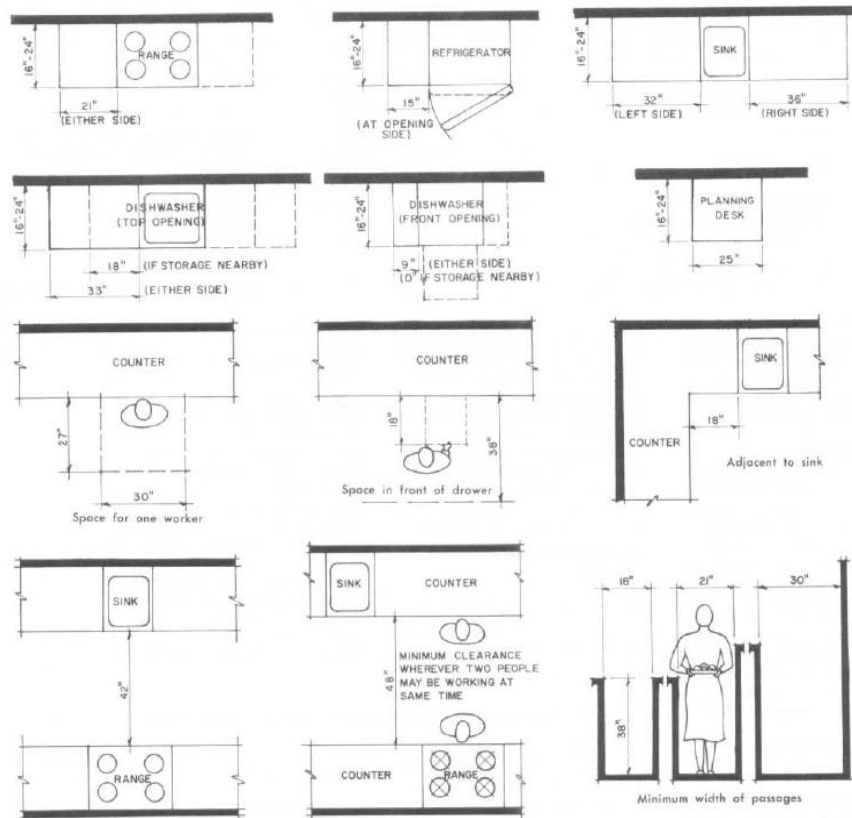 16"-24"
RANGE
21"
(EITHER SIDE)
16"-24"
REFRIGERATOR
15"
(AT OPENING
SIDE)
16"-24"
SINK
32"
(LEFT SIDE)
36"
(RIGHT SIDE)
16"-24"
DISHWASHER
(TOP OPENING)
18" (IF STORAGE NEARBY)
33" (EITHER SIDE)
16"-24"
DISHWASHER
(FRONT OPENING)
9" (EITHER SIDE)
(0" IF STORAGE NEARBY)
16"-24"
PLANNING
DESK
25"
COUNTER
27"
30"
Space for one worker
COUNTER
18"
38"
Space in front of drawer
SINK
18"
COUNTER
Adjacent to sink
SINK
42"
RANGE
SINK
COUNTER
48"
MINIMUM CLEARANCE
WHEREVER TWO PEOPLE
MAY BE WORKING AT
SAME TIME
COUNTER
RANGE
18"
21"
30"
38"
Minimum width of passages